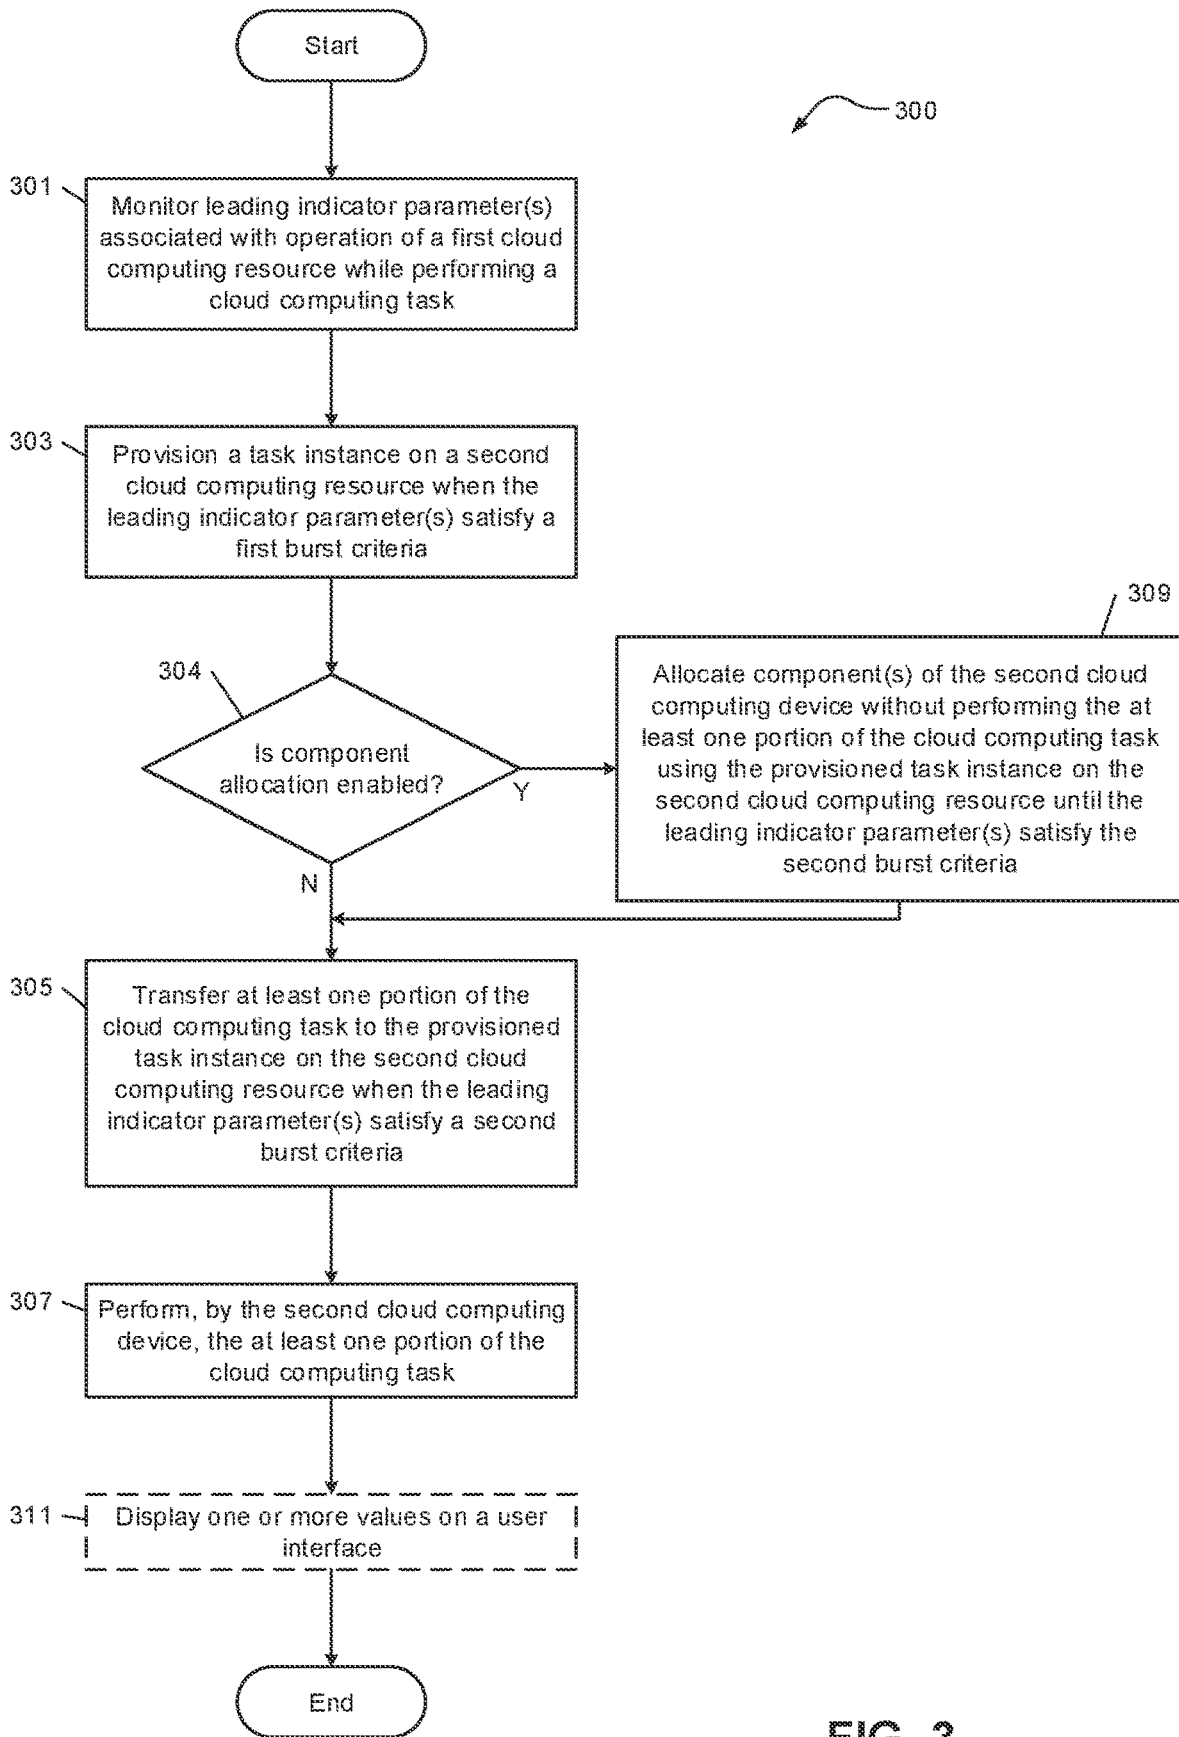 Start
300
301
Monitor leading indicator parameter(s)
associated with operation of a first cloud
computing resource while performing a
cloud computing task
303
Provision a task instance on a second
cloud computing resource when the
leading indicator parameter(s) satisfy a
first burst criteria
304
Is component
allocation enabled?
Y
N
309
Allocate component(s) of the second cloud
computing device without performing the at
least one portion of the cloud computing task
using the provisioned task instance on the
second cloud computing resource until the
leading indicator parameter(s) satisfy the
second burst criteria
305
Transfer at least one portion of the
cloud computing task to the provisioned
task instance on the second cloud
computing resource when the leading
indicator parameter(s) satisfy a second
burst criteria
307
Perform, by the second cloud computing
device, the at least one portion of the
cloud computing task
311
Display one or more values on a user
interface
End
FIG. 3